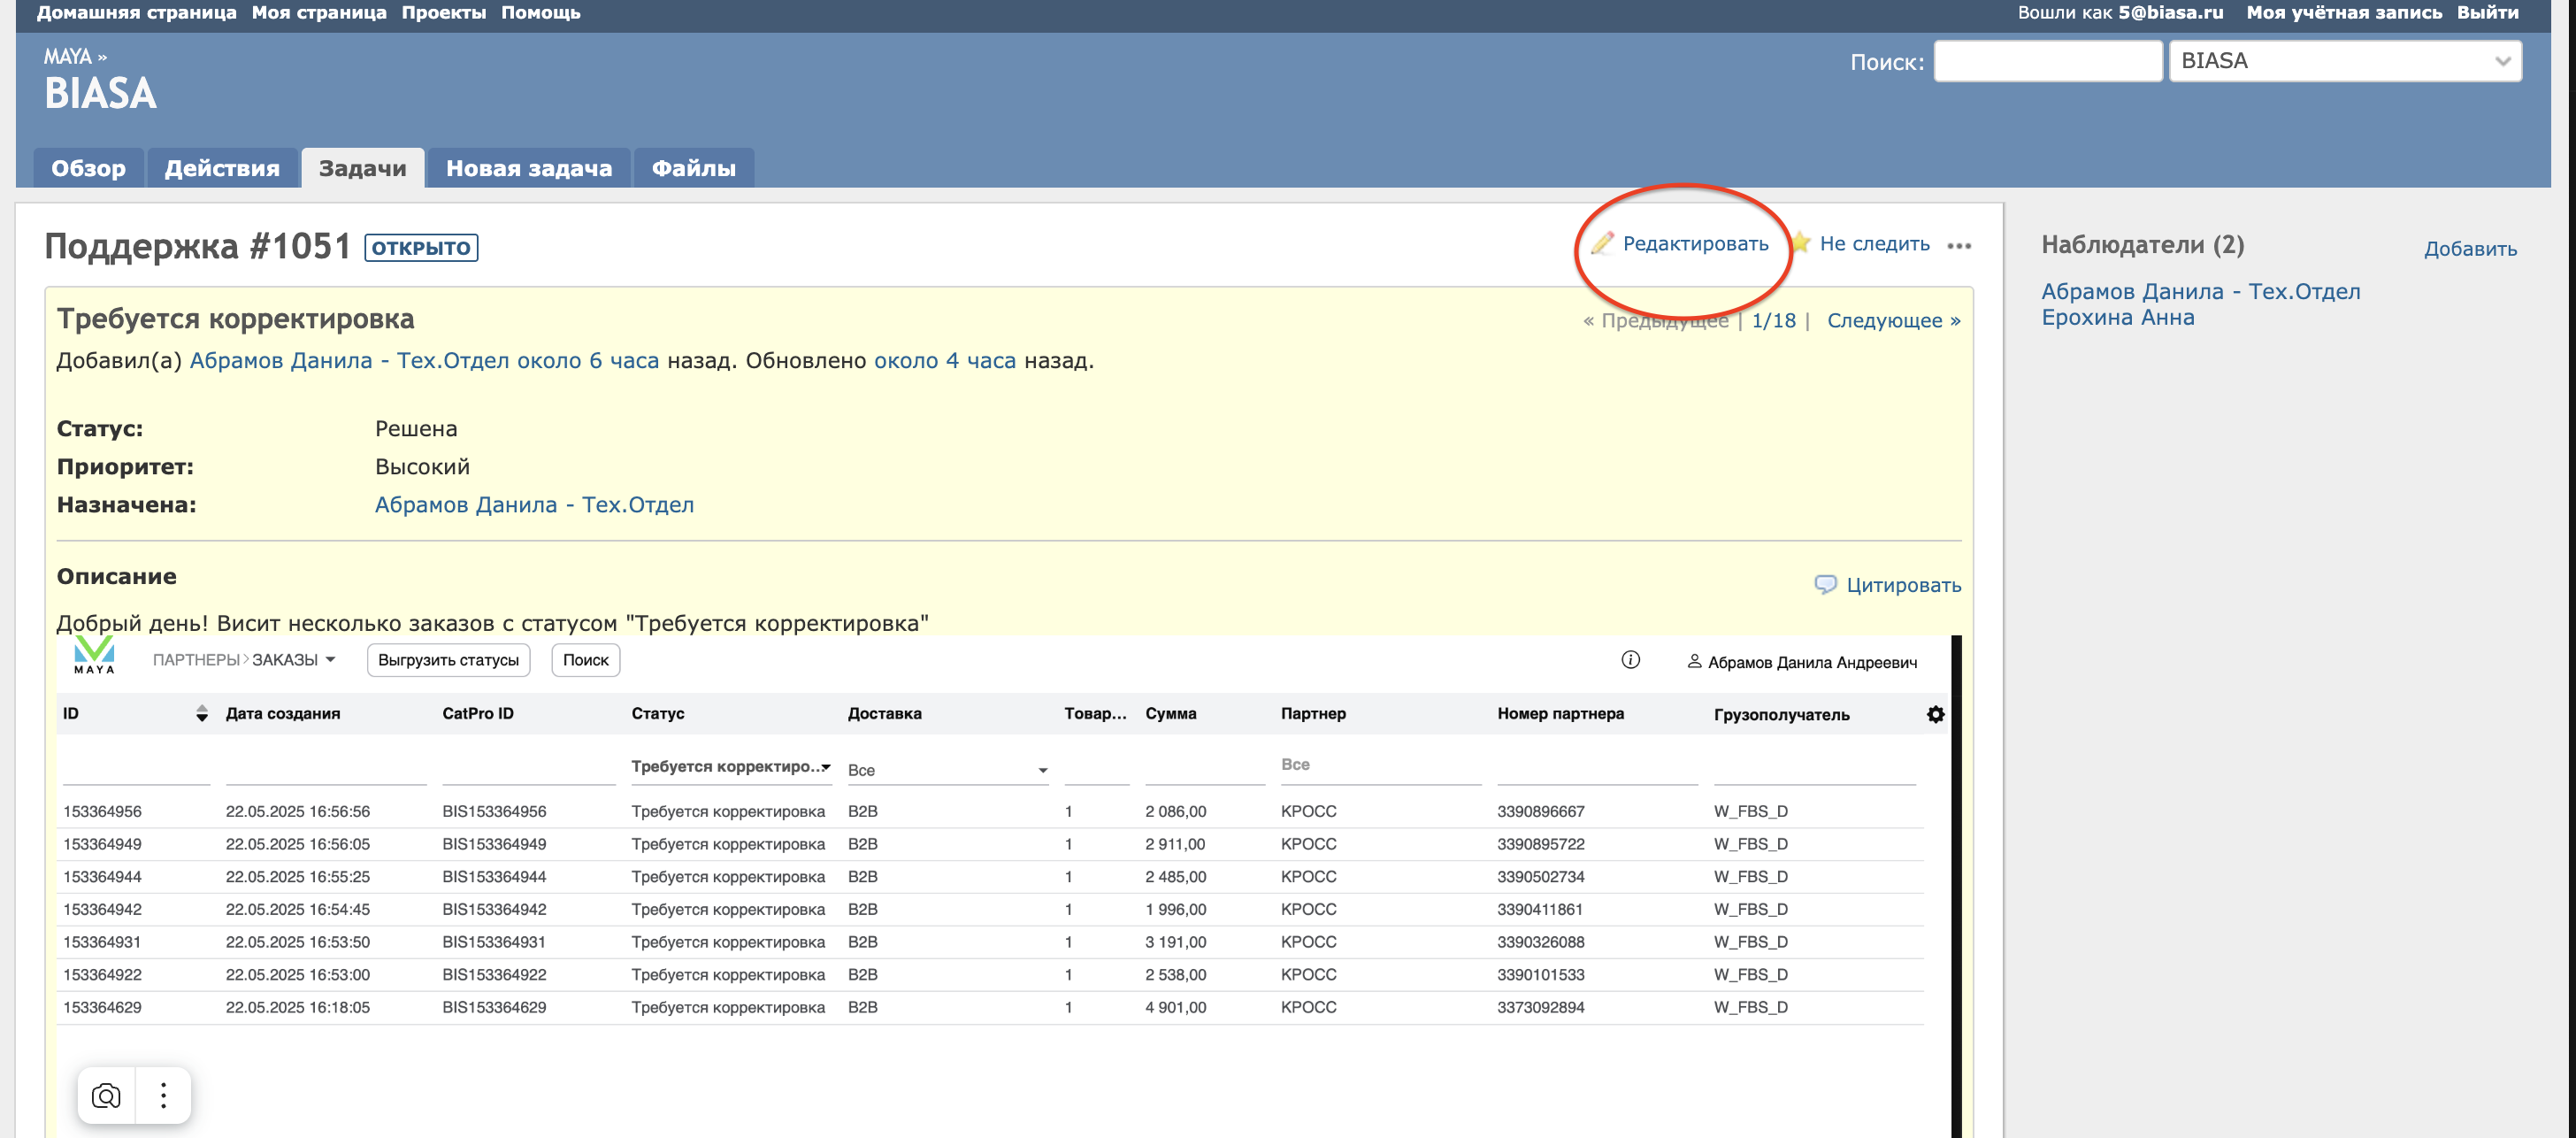 Домашняя страница Моя страница Проекты Помощь
Вошли как 5@biasa.ru Моя учётная запись Выйти
MAYA »
BIASA
Поиск: BIASA
Обзор Действия Задачи Новая задача Файлы
Поддержка #1051 ОТКРЫТО
Редактировать Не следить •••
Требуется корректировка
« Предыдущее | 1/18 | Следующее »
Добавил(а) Абрамов Данила - Тех.Отдел около 6 часа назад. Обновлено около 4 часа назад.
Статус: Решена
Приоритет: Высокий
Назначена: Абрамов Данила - Тех.Отдел
Описание
Цитировать
Добрый день! Висит несколько заказов с статусом "Требуется корректировка"
MAYA
ПАРТНЕРЫ > ЗАКАЗЫ Выгрузить статусы Поиск
Абрамов Данила Андреевич
ID Дата создания CatPro ID Статус Доставка Товар... Сумма Партнер Номер партнера Грузополучатель
Требуется корректиро... Все Все
153364956 22.05.2025 16:56:56 BIS153364956 Требуется корректировка B2B 1 2 086,00 КРОСС 3390896667 W_FBS_D
153364949 22.05.2025 16:56:05 BIS153364949 Требуется корректировка B2B 1 2 911,00 КРОСС 3390895722 W_FBS_D
153364944 22.05.2025 16:55:25 BIS153364944 Требуется корректировка B2B 1 2 485,00 КРОСС 3390502734 W_FBS_D
153364942 22.05.2025 16:54:45 BIS153364942 Требуется корректировка B2B 1 1 996,00 КРОСС 3390411861 W_FBS_D
153364931 22.05.2025 16:53:50 BIS153364931 Требуется корректировка B2B 1 3 191,00 КРОСС 3390326088 W_FBS_D
153364922 22.05.2025 16:53:00 BIS153364922 Требуется корректировка B2B 1 2 538,00 КРОСС 3390101533 W_FBS_D
153364629 22.05.2025 16:18:05 BIS153364629 Требуется корректировка B2B 1 4 901,00 КРОСС 3373092894 W_FBS_D
Наблюдатели (2) Добавить
Абрамов Данила - Тех.Отдел
Ерохина Анна